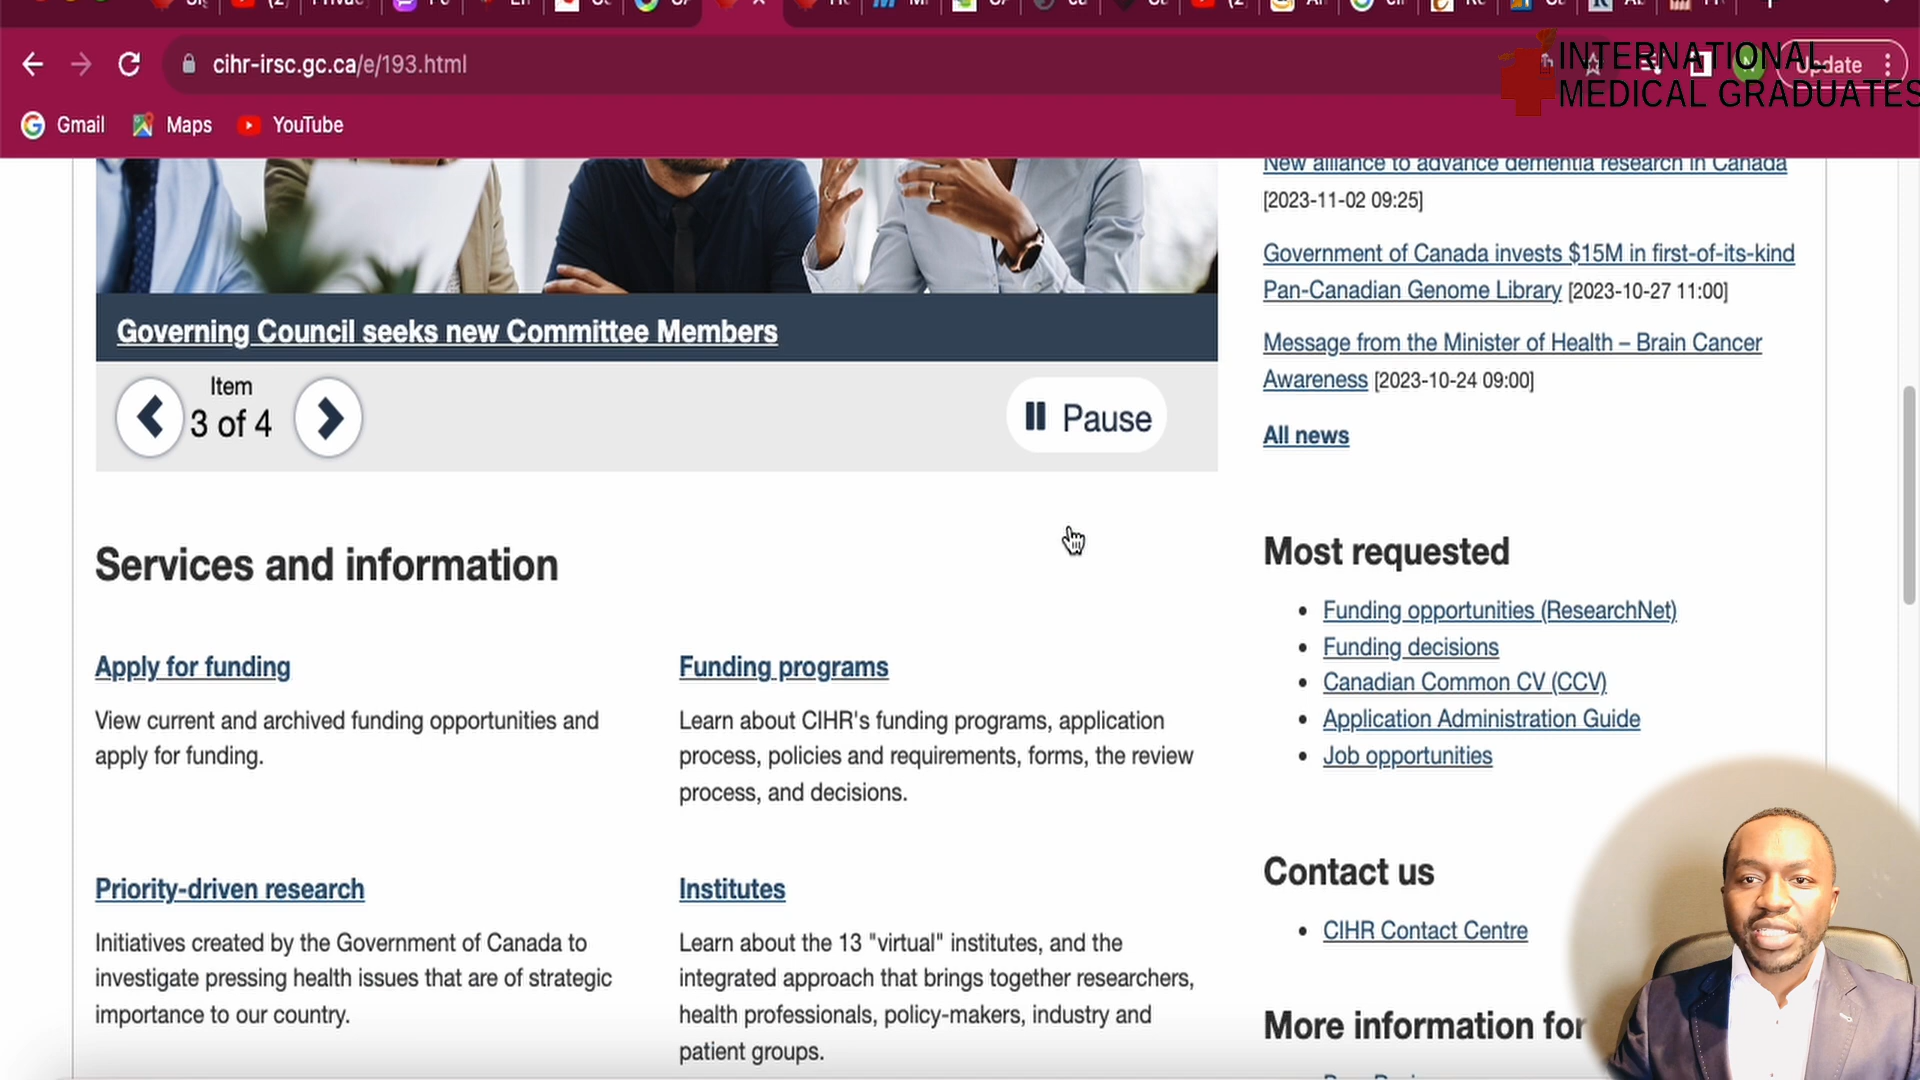 cihr-irsc.gc.ca/e/193.html
Update
INTERNATIONAL
MEDICAL GRADUATES
Gmail
Maps
YouTube
Governing Council seeks new Committee Members
Item
3 of 4
Pause
Services and information
Apply for funding
View current and archived funding opportunities and
apply for funding.
Funding programs
Learn about CIHR's funding programs, application
process, policies and requirements, forms, the review
process, and decisions.
Priority-driven research
Initiatives created by the Government of Canada to
investigate pressing health issues that are of strategic
importance to our country.
Institutes
Learn about the 13 "virtual" institutes, and the
integrated approach that brings together researchers,
health professionals, policy-makers, industry and
patient groups.
New alliance to advance dementia research in Canada
[2023-11-02 09:25]
Government of Canada invests $15M in first-of-its-kind
Pan-Canadian Genome Library [2023-10-27 11:00]
Message from the Minister of Health – Brain Cancer
Awareness [2023-10-24 09:00]
All news
Most requested
Funding opportunities (ResearchNet)
Funding decisions
Canadian Common CV (CCV)
Application Administration Guide
Job opportunities
Contact us
CIHR Contact Centre
More information for